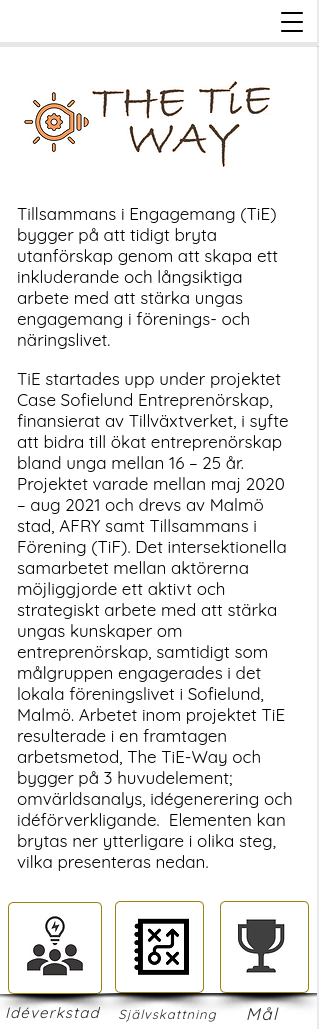 THE TiE
WAY
Tillsammans i Engagemang (TiE)
bygger på att tidigt bryta
utanförskap genom att skapa ett
inkluderande och långsiktiga
arbete med att stärka ungas
engagemang i förenings- och
näringslivet.
TiE startades upp under projektet
Case Sofielund Entreprenörskap,
finansierat av Tillväxtverket, i syfte
att bidra till ökat entreprenörskap
bland unga mellan 16 – 25 år.
Projektet varade mellan maj 2020
– aug 2021 och drevs av Malmö
stad, AFRY samt Tillsammans i
Förening (TiF). Det intersektionella
samarbetet mellan aktörerna
möjliggjorde ett aktivt och
strategiskt arbete med att stärka
ungas kunskaper om
entreprenörskap, samtidigt som
målgruppen engagerades i det
lokala föreningslivet i Sofielund,
Malmö. Arbetet inom projektet TiE
resulterade i en framtagen
arbetsmetod, The TiE-Way och
bygger på 3 huvudelement;
omvärldsanalys, idégenerering och
idéförverkligande.  Elementen kan
brytas ner ytterligare i olika steg,
vilka presenteras nedan.
Idéverkstad Självskattning Mål